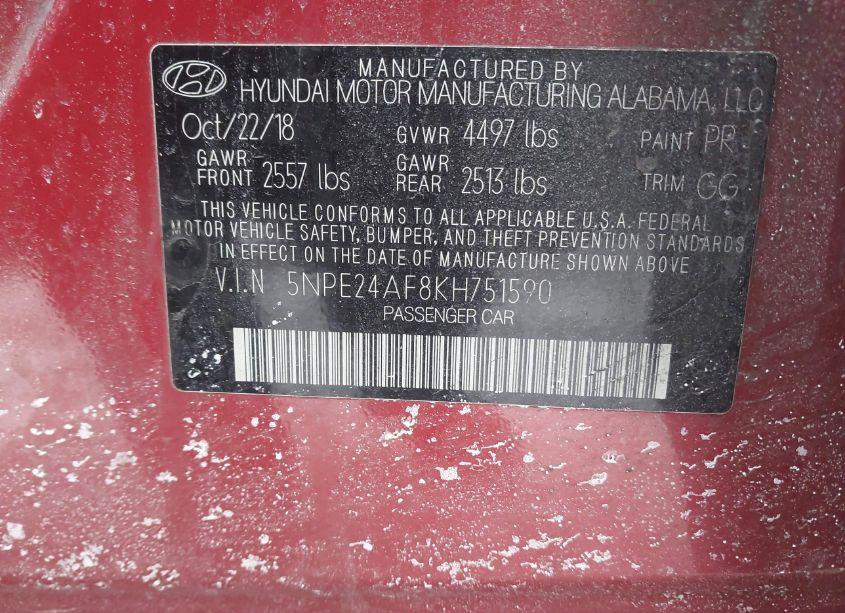 MANUFACTURED BY
HYUNDAI MOTOR MANUFACTURING ALABAMA, LLC
Oct/22/18 GVWR 4497 lbs PAINT PR
GAWR FRONT 2557 lbs GAWR REAR 2513 lbs TRIM GG
THIS VEHICLE CONFORMS TO ALL APPLICABLE U.S.A. FEDERAL
MOTOR VEHICLE SAFETY, BUMPER, AND THEFT PREVENTION STANDARDS
IN EFFECT ON THE DATE OF MANUFACTURE SHOWN ABOVE
V.I.N 5NPE24AF8KH751590
PASSENGER CAR